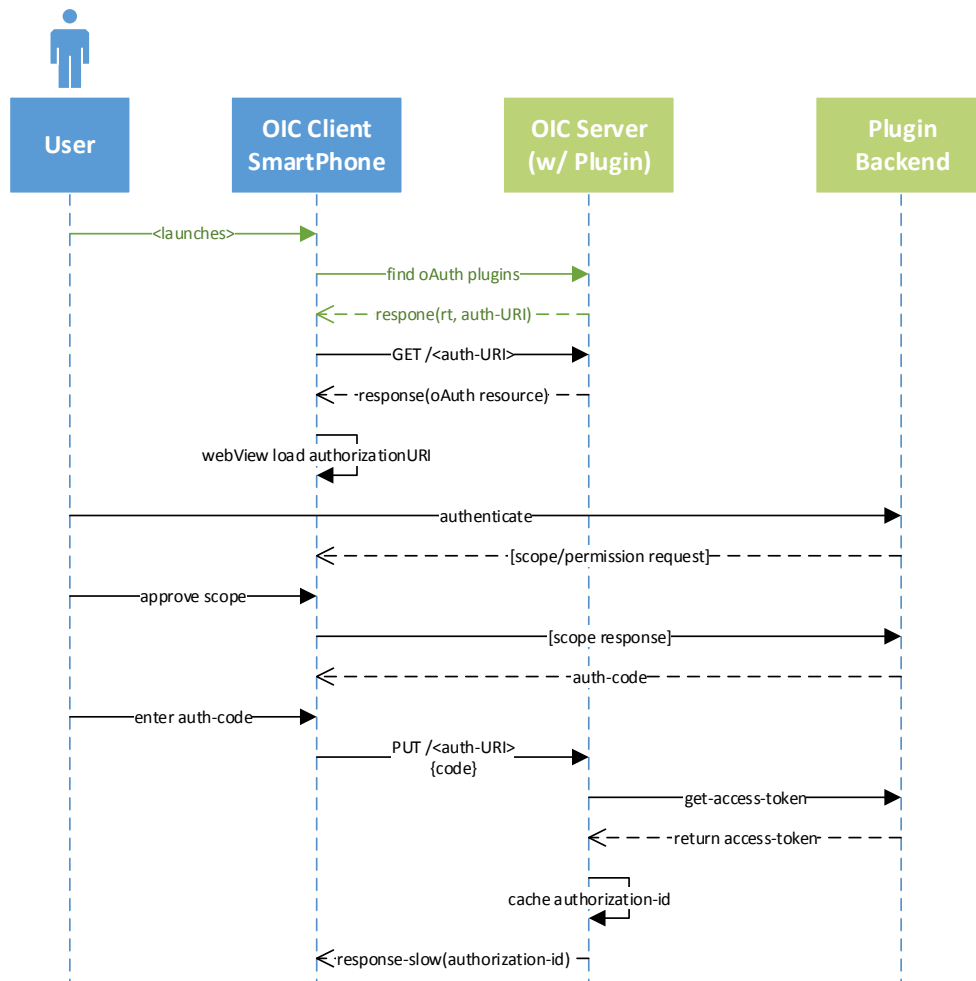 User
OIC Client
SmartPhone
OIC Server
(w/ Plugin)
Plugin
Backend
<launches>
find oAuth plugins
respone(rt, auth-URI)
GET /<auth-URI>
response(oAuth resource)
webView load authorizationURI
authenticate
[scope/permission request]
approve scope
[scope response]
auth-code
enter auth-code
PUT /<auth-URI>
{code}
get-access-token
return access-token
cache authorization-id
response-slow(authorization-id)